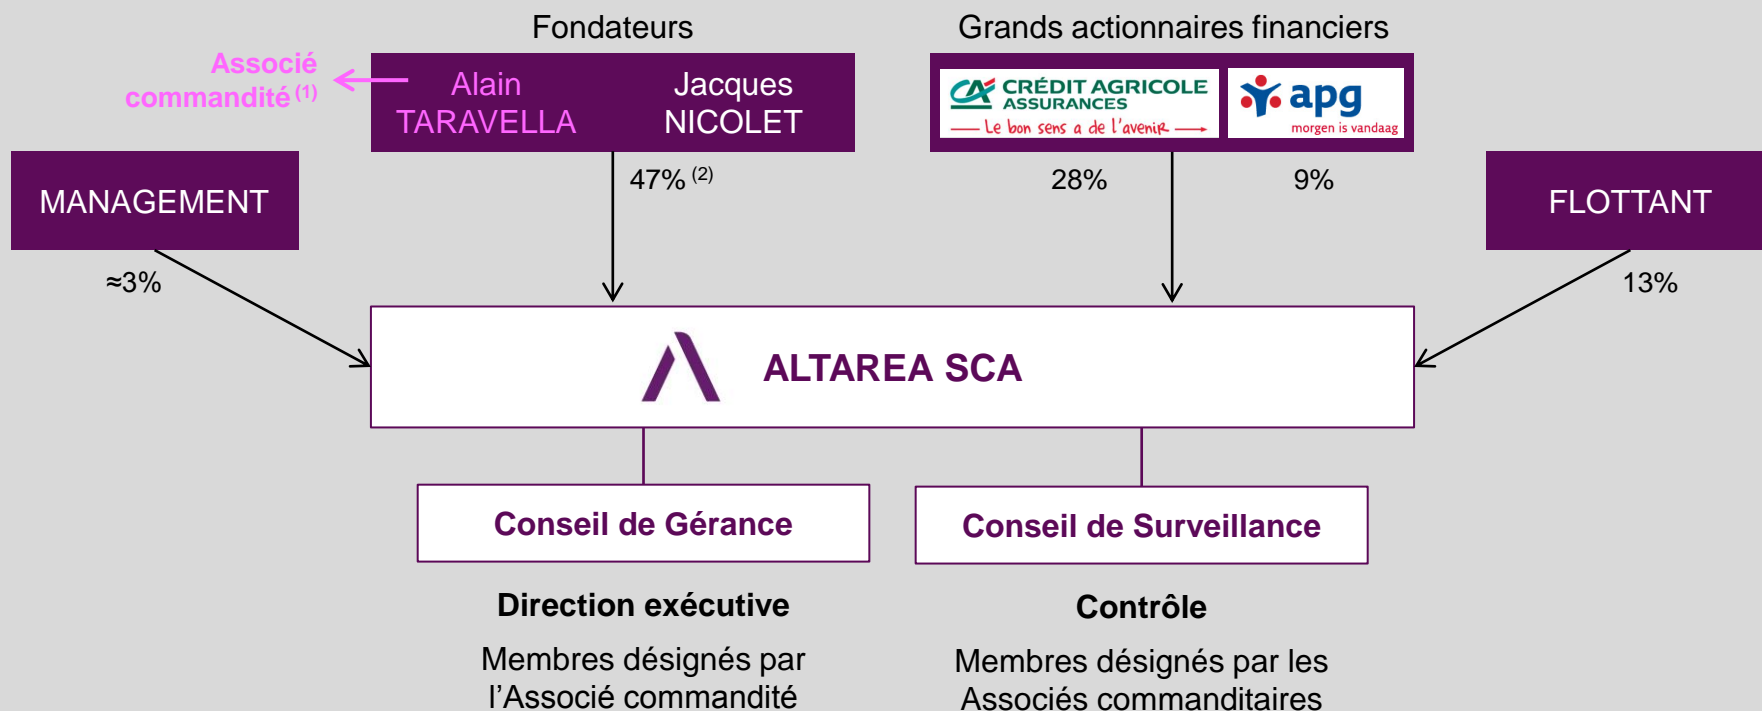 Fondateurs
Grands actionnaires financiers
Associé
commandité (1)
Alain
TARAVELLA
Jacques
NICOLET
CRÉDIT AGRICOLE
ASSURANCES
Le bon sens a de l'avenir
apg
morgen is vandaag
MANAGEMENT
47% (2)
28%
9%
FLOTTANT
≈3%
13%
ALTAREA SCA
Conseil de Gérance
Conseil de Surveillance
Direction exécutive
Contrôle
Membres désignés par
l'Associé commandité
Membres désignés par les
Associés commanditaires